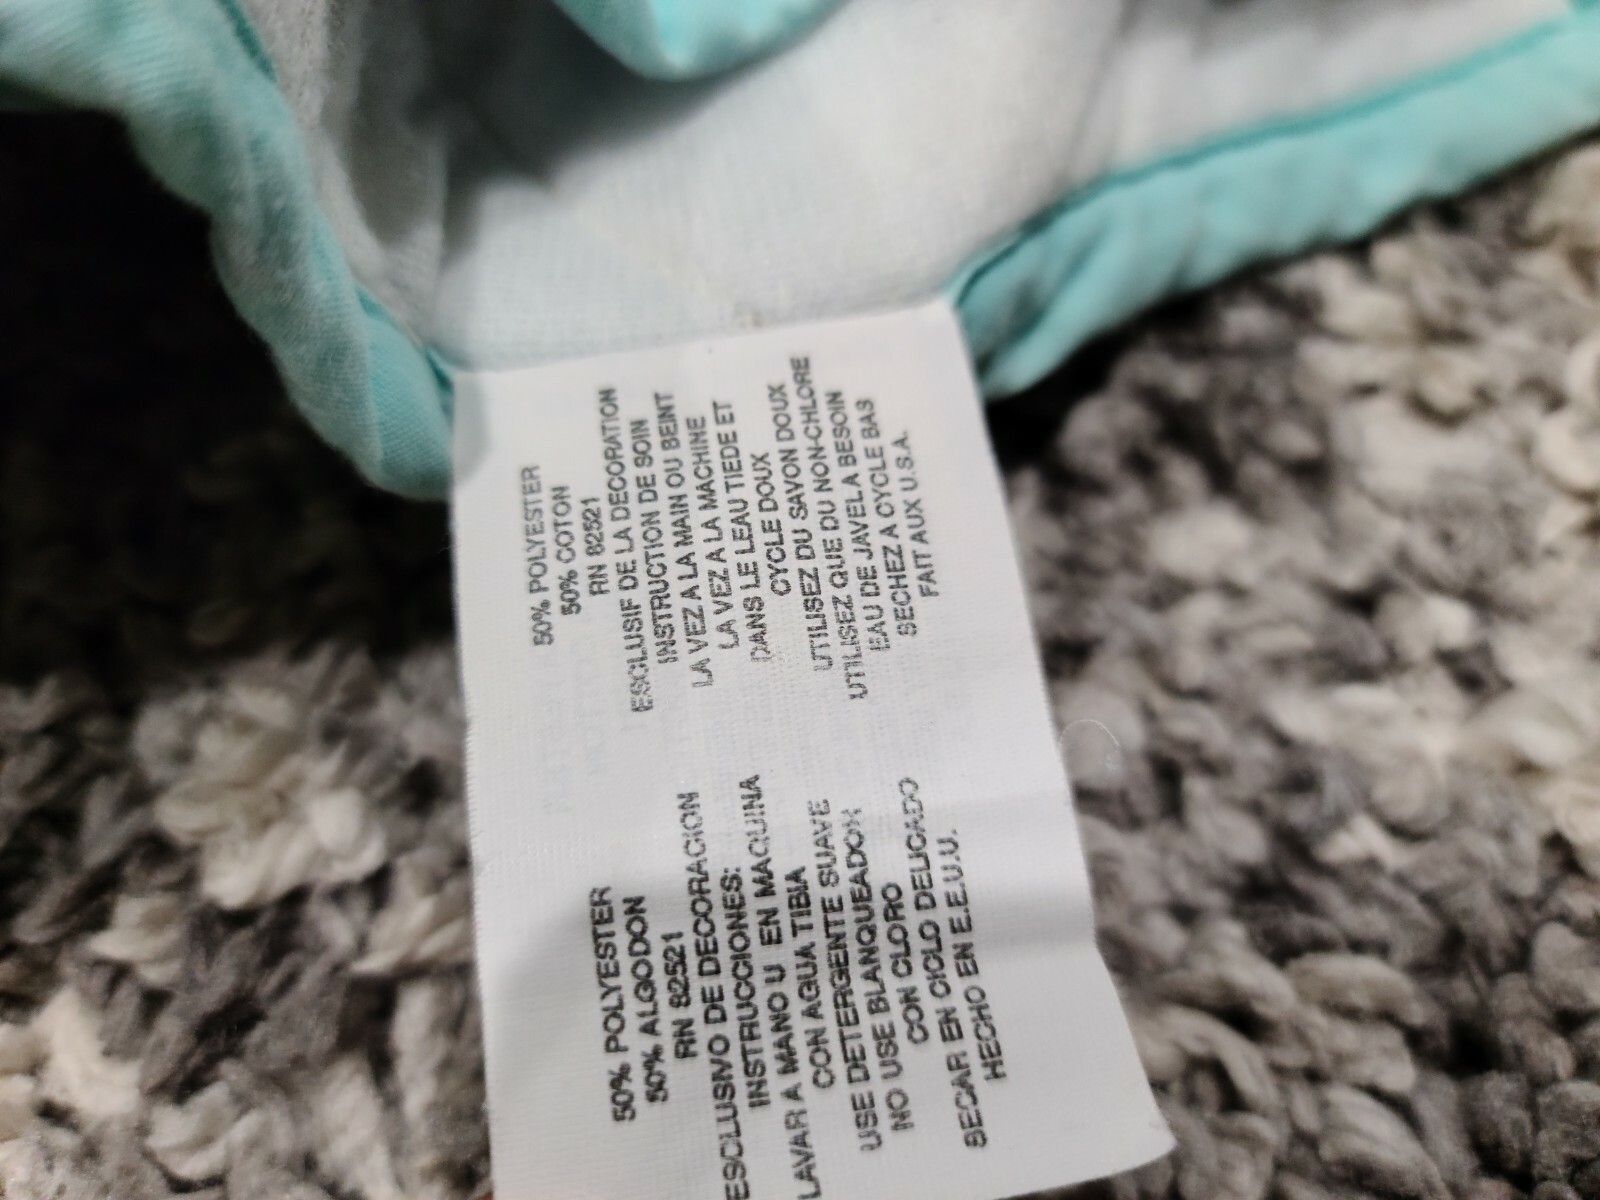 50% POLYESTER
50% COTON
RN 82521
ESCLUSIF DE LA DECORATION
INSTRUCTION DE SOIN
LA VEZ A LA MAIN OU BEINT
LA VEZ A LA MACHINE
DANS LE LEAU TIEDE ET
CYCLE DOUX
UTILISEZ DU SAVON DOUX
UTILISEZ QUE DU NON-CHLORE
EAU DE JAVEL A BESOIN
SECHEZ A CYCLE BAS
FAIT AUX U.S.A.
50% POLYESTER
50% ALGODON
RN 82521
ESCLUSIVO DE DECORACION
INSTRUCCIONES:
LAVAR A MANO U EN MAQUINA
CON AGUA TIBIA
USE DETERGENTE SUAVE
NO USE BLANQUEADOR
CON CLORO
SECAR EN CICLO DELICADO
HECHO EN E.E.U.U.